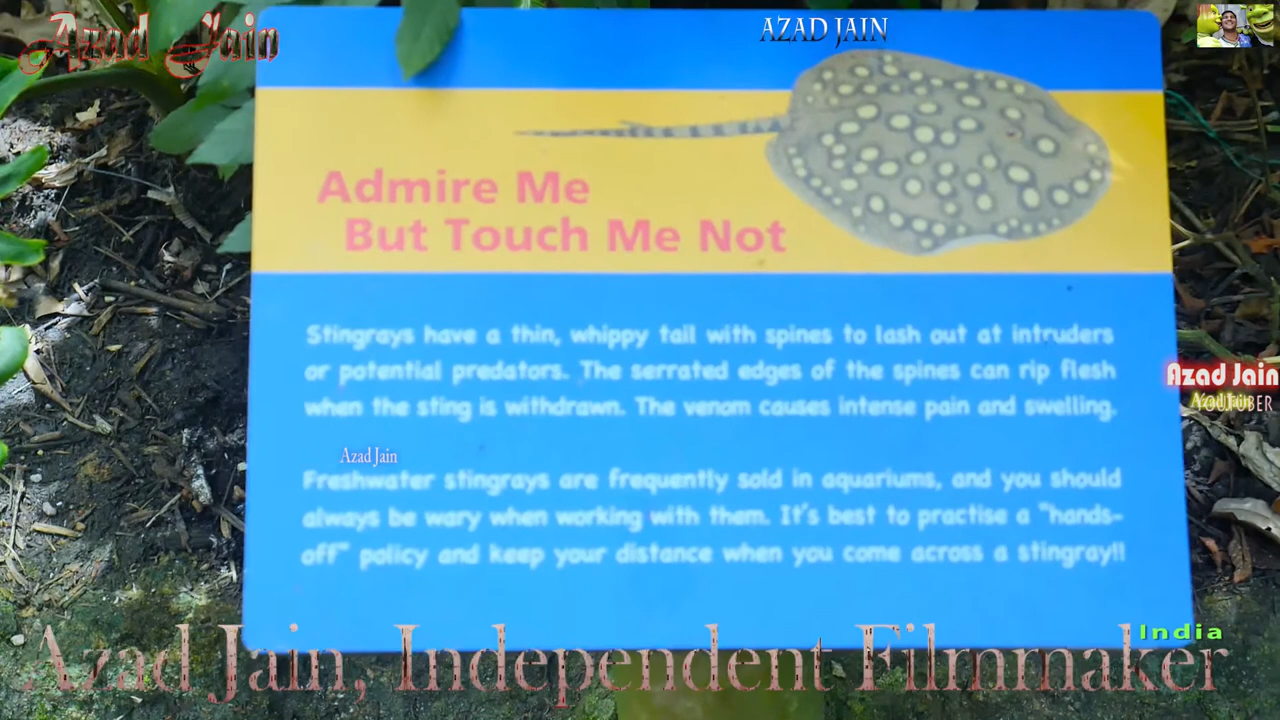 Azad Jain
AZAD JAIN
Admire Me
But Touch Me Not
Stingrays have a thin, whippy tail with spines to lash out at intruders
or potential predators. The serrated edges of the spines can rip flesh
when the sting is withdrawn. The venom causes intense pain and swelling.
Azad Jain
YOUTUBER
Azad Jain
Azad Jain
Freshwater stingrays are frequently sold in aquariums, and you should
always be wary when working with them. It's best to practise a "hands-
off" policy and keep your distance when you come across a stingray!!
India
Azad Jain, Independent Filmmaker